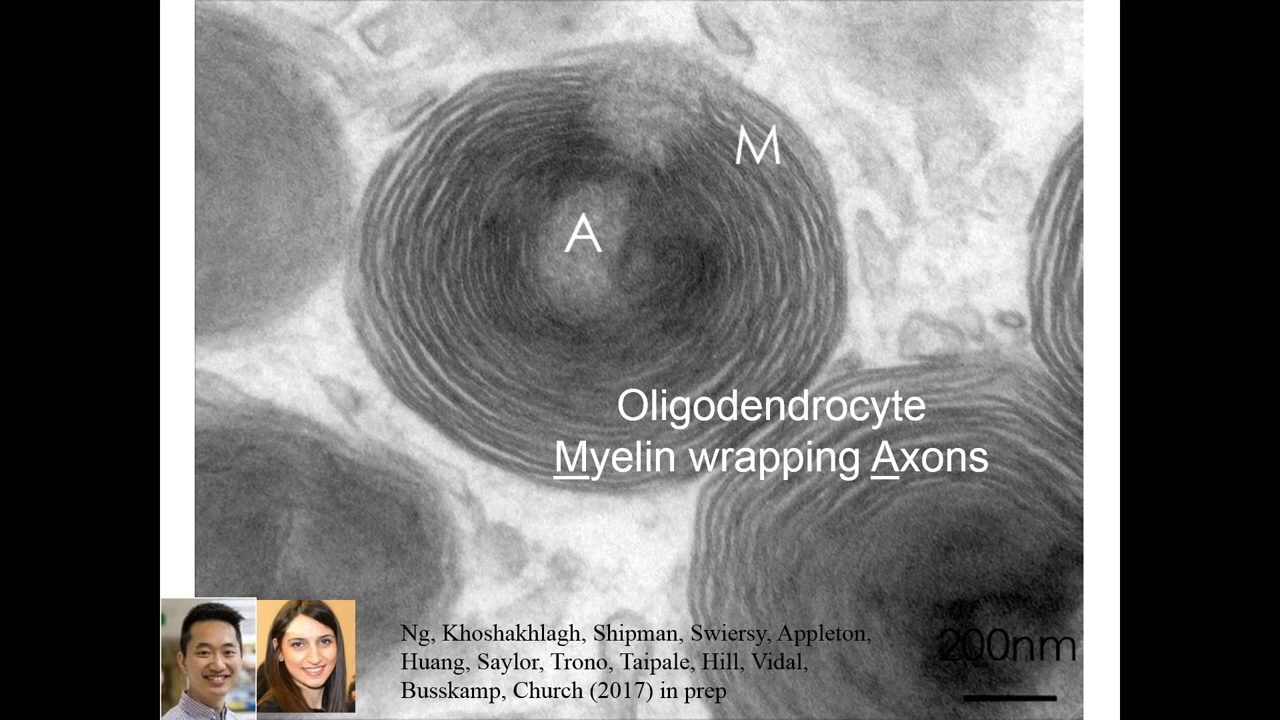 M
A
Oligodendrocyte
Myelin wrapping Axons
Ng, Khoshakhlagh, Shipman, Swiersy, Appleton,
Huang, Saylor, Trono, Taipale, Hill, Vidal,
Busskamp, Church (2017) in prep
200nm